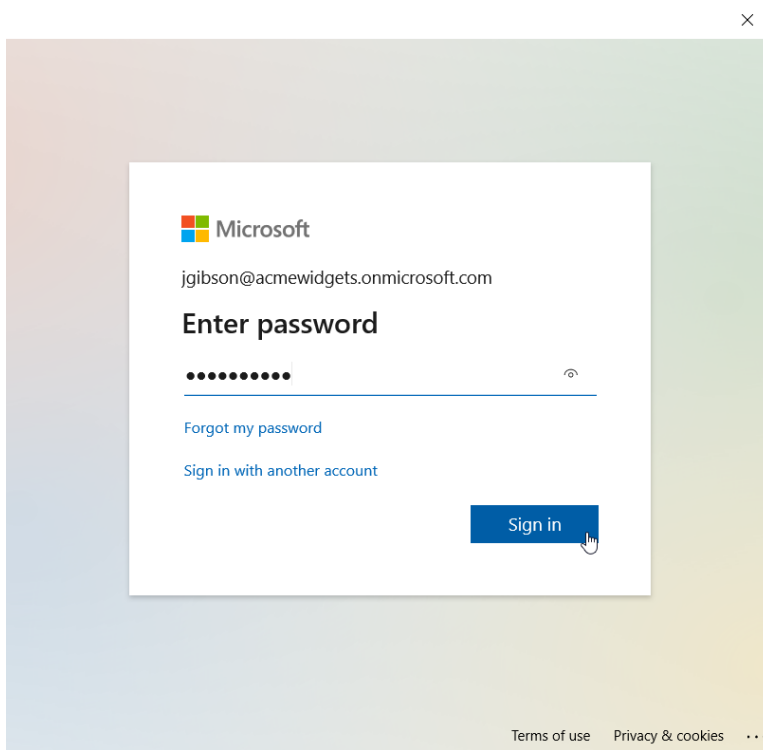 Microsoft
jgibson@acmewidgets.onmicrosoft.com
Enter password
••••••••••
Forgot my password
Sign in with another account
Sign in
Terms of use Privacy & cookies